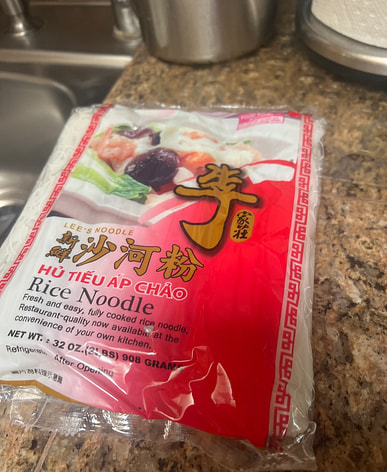 李
家莊
LEE'S NOODLE
新鮮
沙河粉
HỦ TIẾU ÁP CHẢO
Rice Noodle
Fresh and easy, fully cooked rice noodle,
Restaurant-quality now available at the
convenience of your own kitchen.
NET WT. : 32 OZ.(2LBS) 908 GRAMS
Refrigerate After Opening